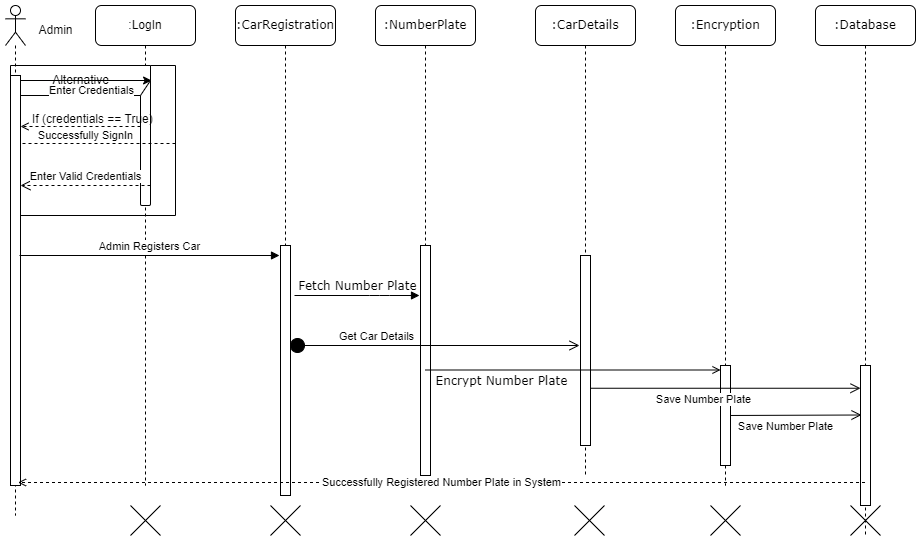 Admin
:LogIn
:CarRegistration
:NumberPlate
:CarDetails
:Encryption
:Database
Alternative
Enter Credentials
If (credentials == True)
Successfully SignIn
Enter Valid Credentials
Admin Registers Car
Fetch Number Plate
Get Car Details
Encrypt Number Plate
Save Number Plate
Save Number Plate
Successfully Registered Number Plate in System